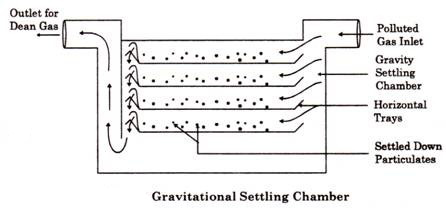 Outlet for
Dean Gas
Polluted
Gas Inlet
Gravity
Settling
Chamber
Horizontal
Trays
Settled Down
Particulates
Gravitational Settling Chamber